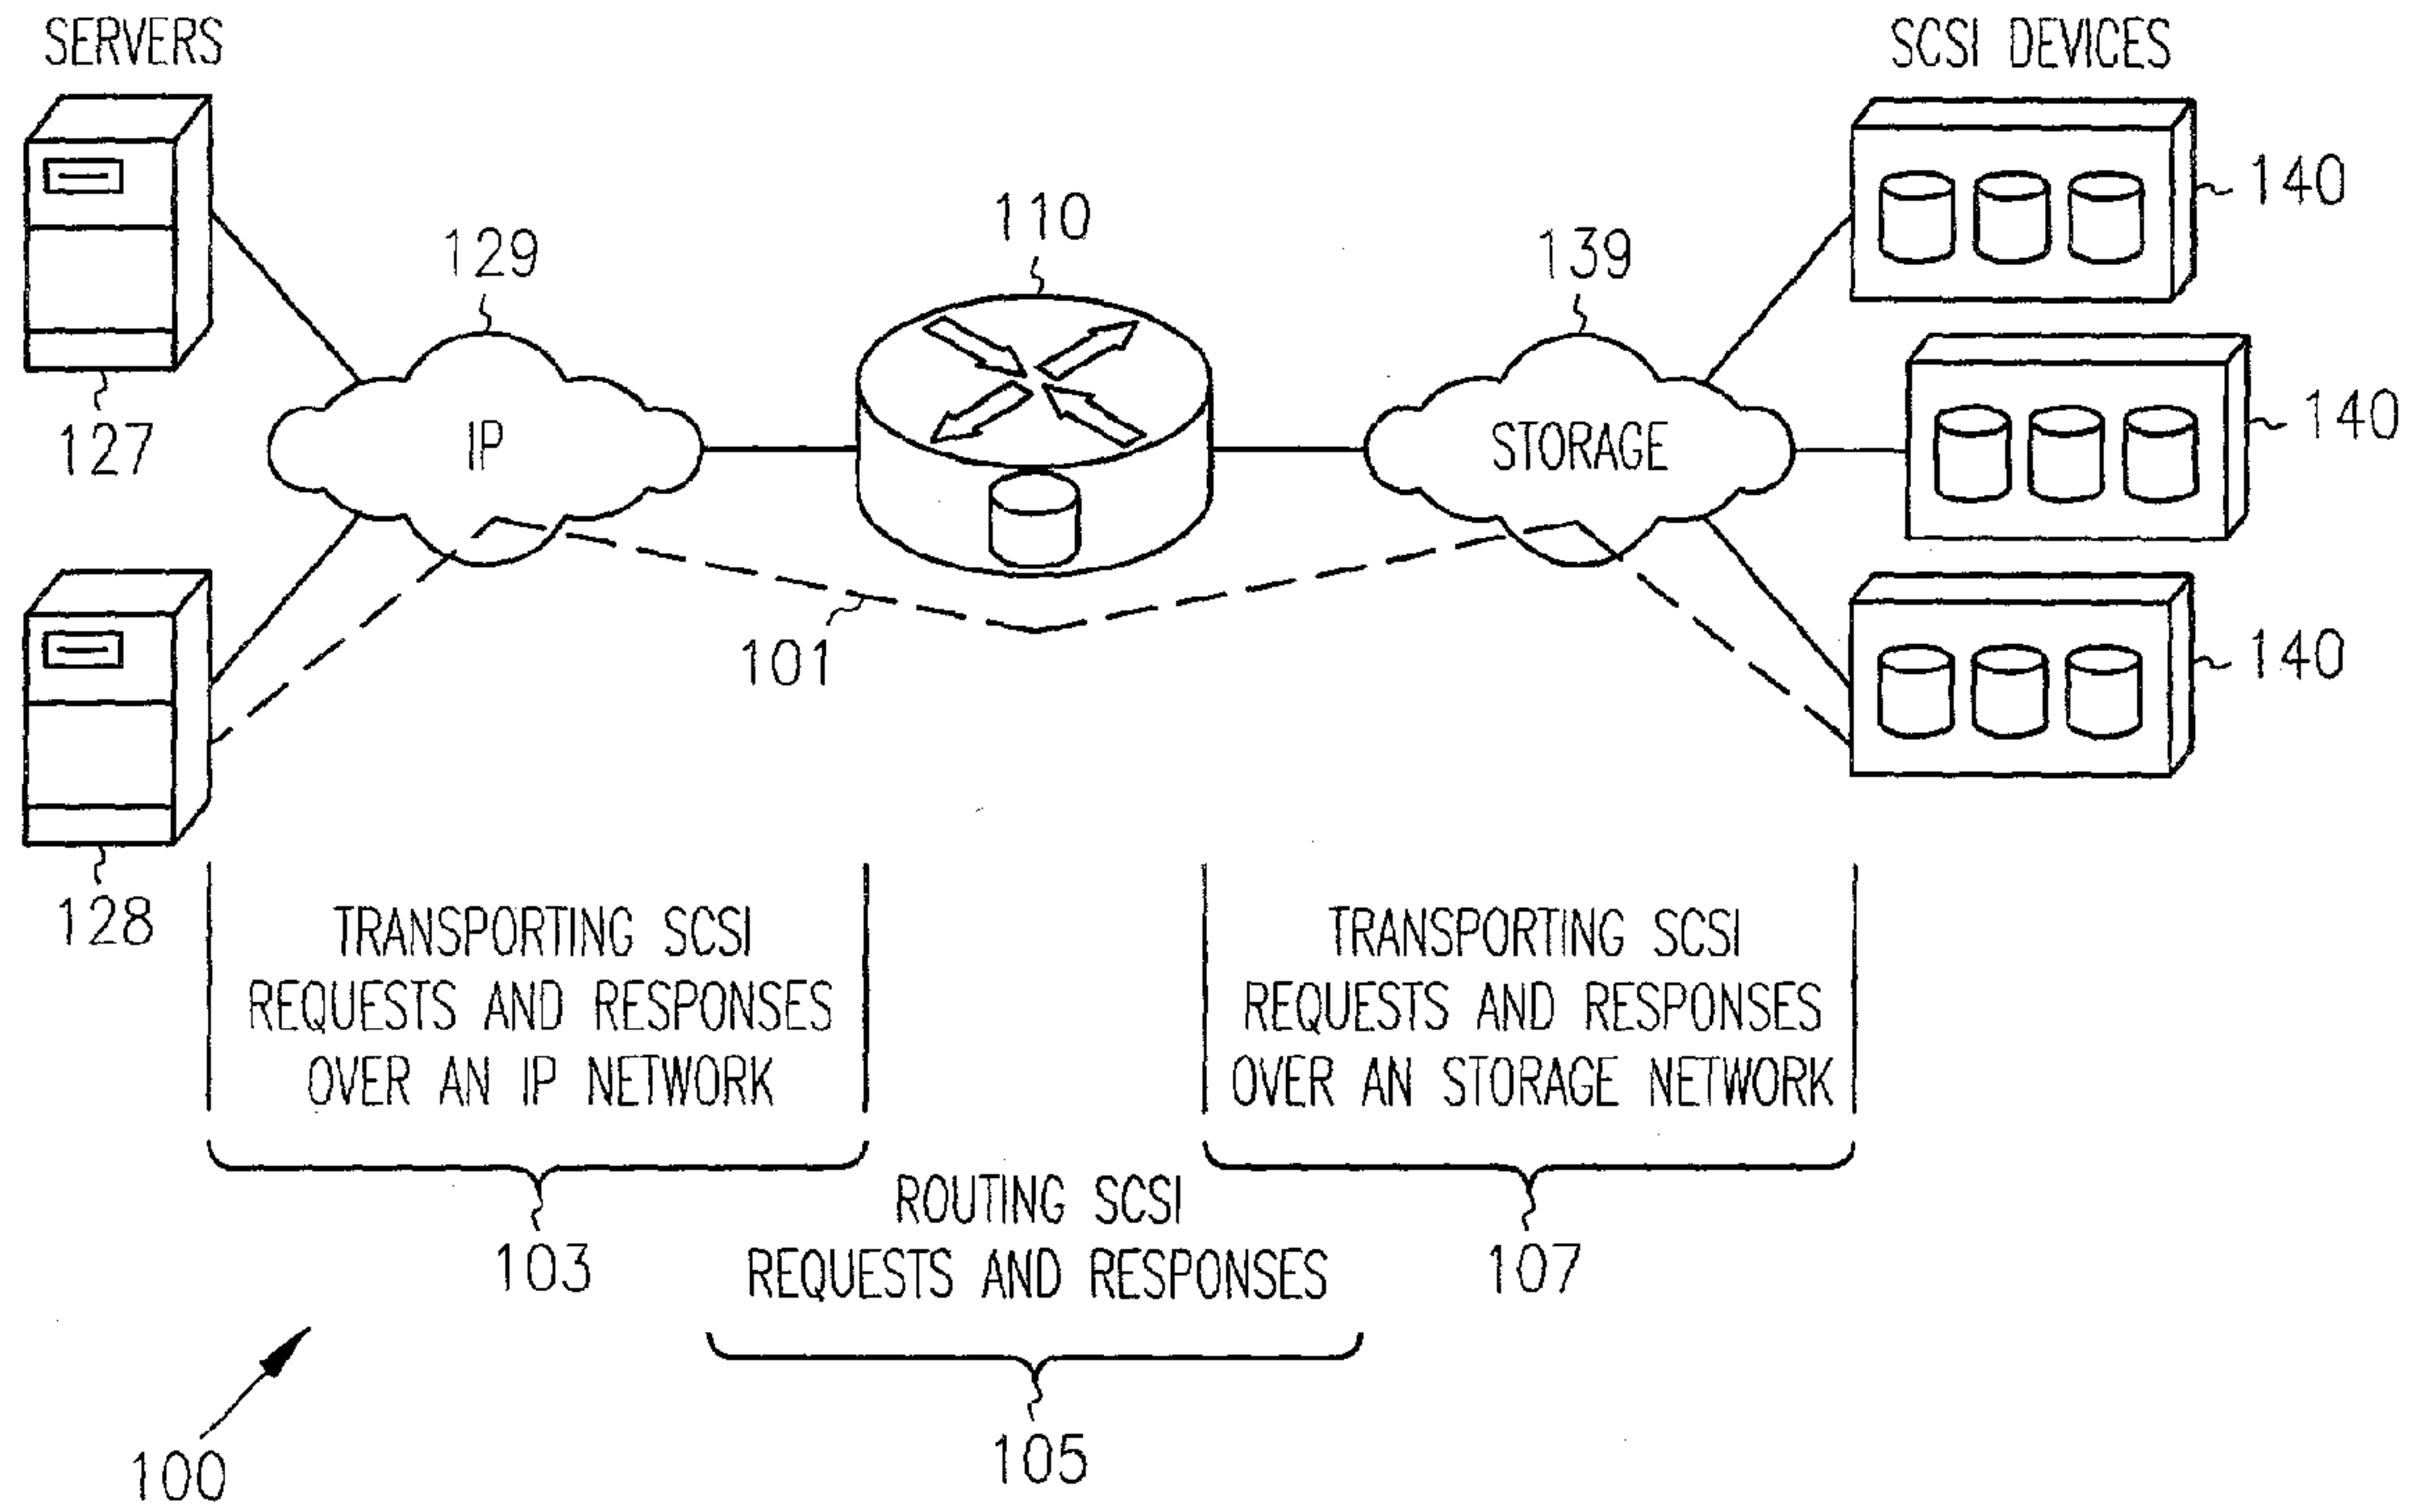 SERVERS
SCSI DEVICES
140
110
129
139
127
IP
STORAGE
140
101
140
128
TRANSPORTING SCSI
REQUESTS AND RESPONSES
OVER AN IP NETWORK
TRANSPORTING SCSI
REQUESTS AND RESPONSES
OVER AN STORAGE NETWORK
103
ROUTING SCSI
REQUESTS AND RESPONSES
107
105
100